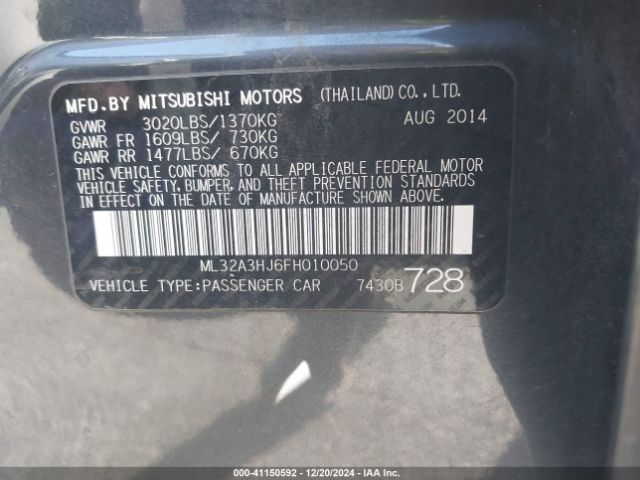 MFD.BY MITSUBISHI MOTORS (THAILAND)CO.,LTD.
GVWR 3020LBS/1370KG AUG 2014
GAWR FR 1609LBS/ 730KG
GAWR RR 1477LBS/ 670KG
THIS VEHICLE CONFORMS TO ALL APPLICABLE FEDERAL MOTOR
VEHICLE SAFETY, BUMPER, AND THEFT PREVENTION STANDARDS
IN EFFECT ON THE DATE OF MANUFACTURE SHOWN ABOVE.
ML32A3HJ6FH010050
VEHICLE TYPE:PASSENGER CAR 7430B 728
000-41150592 - 12/20/2024 - IAA Inc.